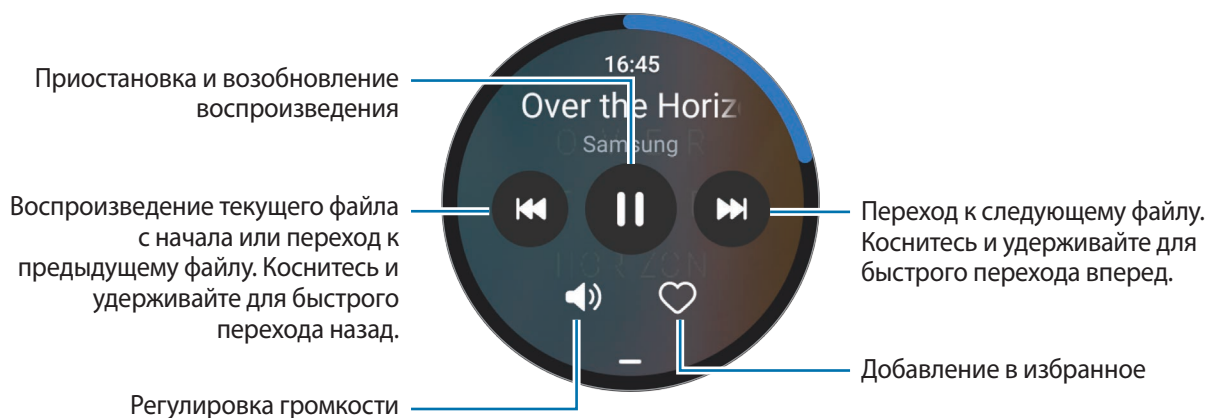 Приостановка и возобновление
воспроизведения
Воспроизведение текущего файла
с начала или переход к
предыдущему файлу. Коснитесь и
удерживайте для быстрого
перехода назад.
Регулировка громкости
16:45
Over the Horiz
Samsung
HORIZON
Переход к следующему файлу.
Коснитесь и удерживайте для
быстрого перехода вперед.
Добавление в избранное